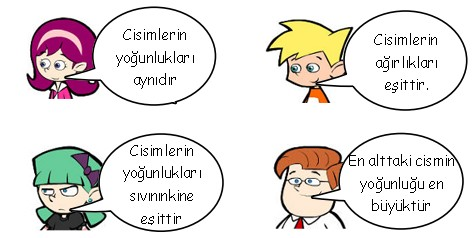 Cisimlerin
yoğunlukları
aynıdır
Cisimlerin
ağırlıkları
eşittir.
Cisimlerin
yoğunlukları
sıvınınkine
eşittir
En alttaki cismin
yoğunluğu en
büyüktür